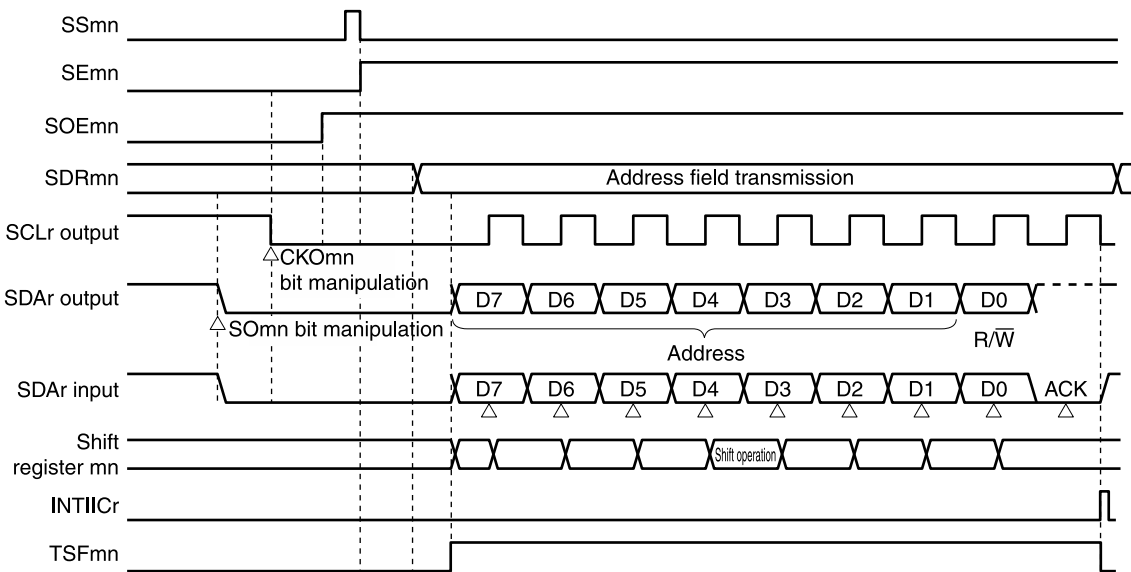 SSmn
SEmn
SOEmn
SDRmn
Address field transmission
SCLr output
△CKOmn
bit manipulation
SDAr output
D7 D6 D5 D4 D3 D2 D1 D0
△SOmn bit manipulation
R/W̅
Address
SDAr input
D7 D6 D5 D4 D3 D2 D1 D0 ACK
Shift
register mn
Shift operation
INTIICr
TSFmn